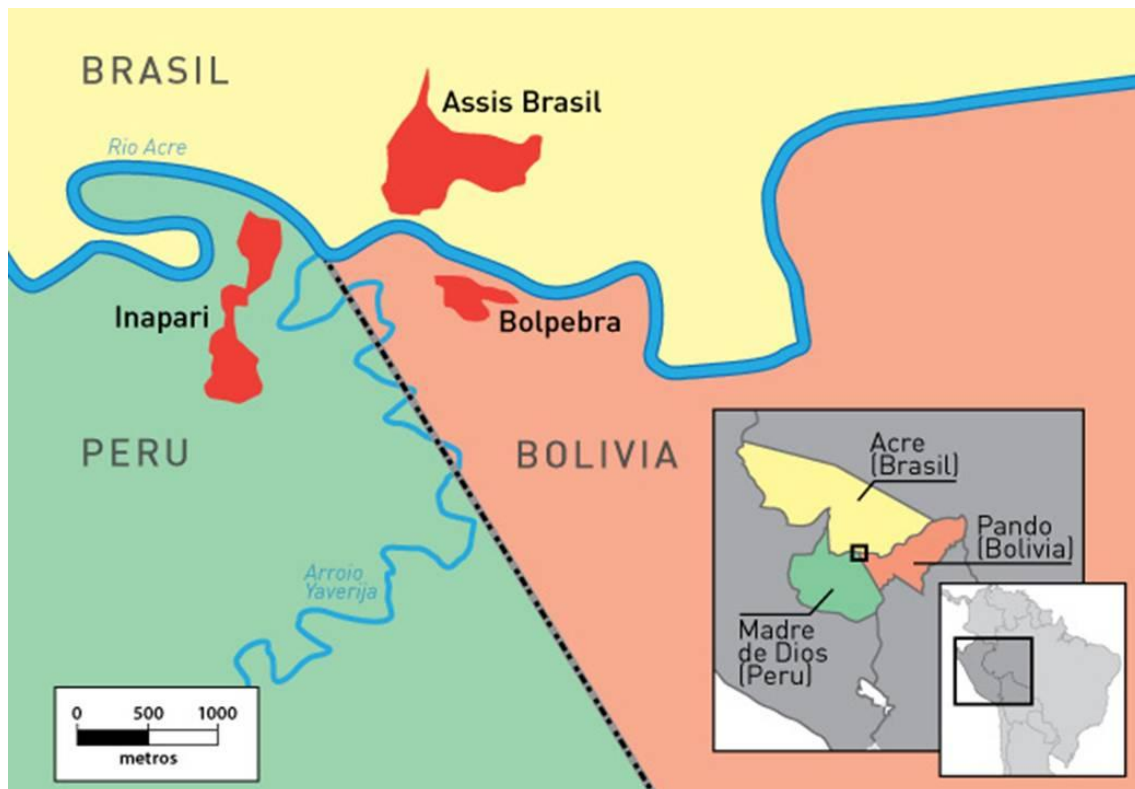 BRASIL
Assis Brasil
Rio Acre
Inapari
Bolpebra
PERU
BOLIVIA
Arroio
Yaverija
0 500 1000
metros
Acre
(Brasil)
Pando
(Bolivia)
Madre
de Dios
(Peru)